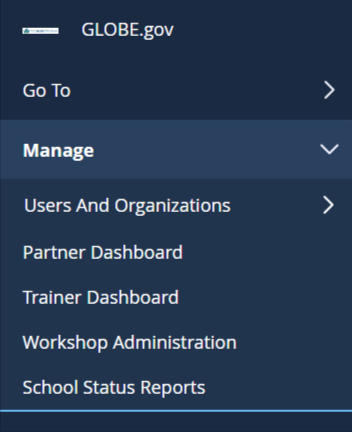 GLOBE.gov
Go To
Manage
Users And Organizations
Partner Dashboard
Trainer Dashboard
Workshop Administration
School Status Reports